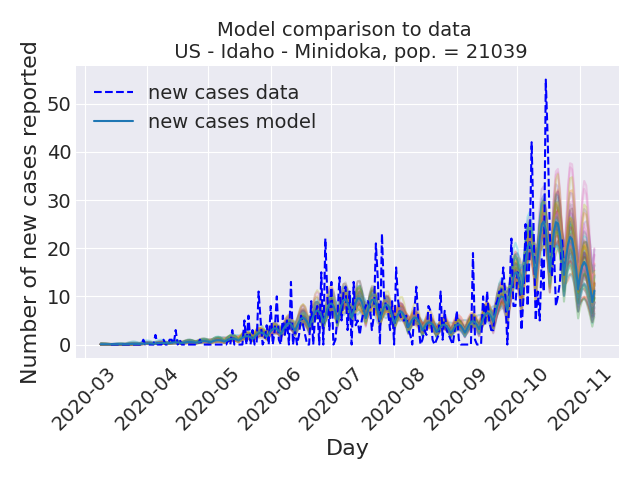 Model comparison to data
US - Idaho - Minidoka, pop. = 21039
Number of new cases reported
50
40
30
20
10
0
new cases data
new cases model
2020-03
2020-04
2020-05
2020-06
2020-07
2020-08
2020-09
2020-10
2020-11
Day